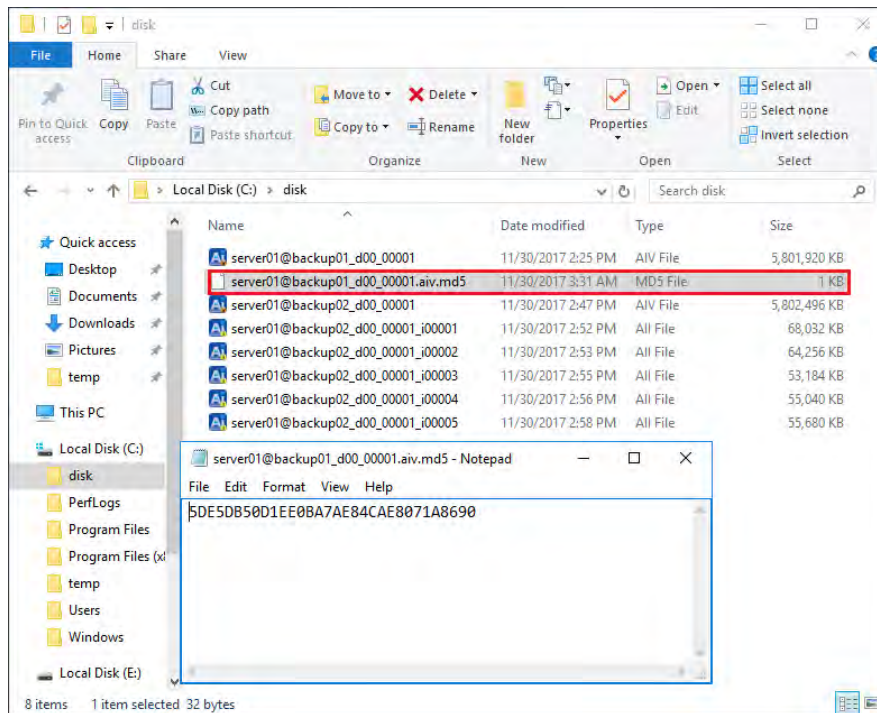 disk
File Home Share View
Pin to Quick access
Copy
Paste
Cut
Copy path
Paste shortcut
Clipboard
Move to
Copy to
Delete
Rename
Organize
New folder
New
Properties
Open
Edit
Open
Select all
Select none
Invert selection
Select
Local Disk (C:) > disk
Search disk
Name Date modified Type Size
server01@backup01_d00_00001 11/30/2017 2:25 PM AIV File 5,801,920 KB
server01@backup01_d00_00001.aiv.md5 11/30/2017 3:31 AM MD5 File 1 KB
server01@backup02_d00_00001 11/30/2017 2:47 PM AIV File 5,802,496 KB
server01@backup02_d00_00001_i00001 11/30/2017 2:52 PM AII File 68,032 KB
server01@backup02_d00_00001_i00002 11/30/2017 2:53 PM AII File 64,256 KB
server01@backup02_d00_00001_i00003 11/30/2017 2:55 PM AII File 53,184 KB
server01@backup02_d00_00001_i00004 11/30/2017 2:56 PM AII File 55,040 KB
server01@backup02_d00_00001_i00005 11/30/2017 2:58 PM AII File 55,680 KB
Quick access
Desktop
Documents
Downloads
Pictures
temp
This PC
Local Disk (C:)
disk
PerfLogs
Program Files
Program Files (x
temp
Users
Windows
Local Disk (E:)
server01@backup01_d00_00001.aiv.md5 - Notepad
File Edit Format View Help
5DE5DB50D1EE0BA7AE84CAE8071A8690
8 items 1 item selected 32 bytes